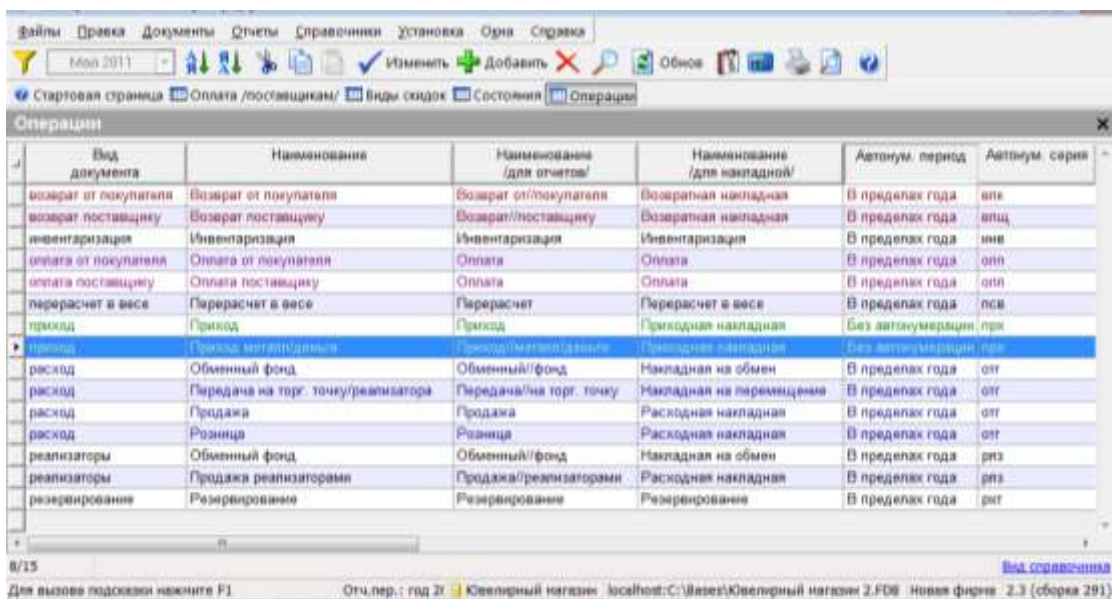 Файлы Правка Документы Отчеты Справочники Установка Окна Справка
Май 2011 Изменить Добавить Обнов
Стартовая страница Оплата /поставщикам/ Виды скидок Состояния Операции
Операции
Вид документа Наименование Наименование /для отчетов/ Наименование /для накладной/ Автонум. период Автонум. серия
возврат от покупателя Возврат от покупателя Возврат от//покупателя Возвратная накладная В пределах года впк
возврат поставщику Возврат поставщику Возврат//поставщику Возвратная накладная В пределах года впщ
инвентаризация Инвентаризация Инвентаризация Инвентаризация В пределах года инв
оплата от покупателя Оплата от покупателя Оплата Оплата В пределах года опп
оплата поставщику Оплата поставщику Оплата Оплата В пределах года опп
перерасчет в весе Перерасчет в весе Перерасчет Перерасчет в весе В пределах года псв
приход Приход Приход Приходная накладная Без автонумерации прх
приход Приход металл/деньги Приход//металл/деньги Приходная накладная Без автонумерации прх
расход Обменный фонд Обменный//фонд Накладная на обмен В пределах года отг
расход Передача на торг. точку/реализатора Передача//на торг. точку Накладная на перемещение В пределах года отг
расход Продажа Продажа Расходная накладная В пределах года отг
расход Розница Розница Расходная накладная В пределах года отг
реализаторы Обменный фонд Обменный//фонд Накладная на обмен В пределах года рлз
реализаторы Продажа реализаторами Продажа//реализаторами Расходная накладная В пределах года рлз
резервирование Резервирование Резервирование Резервирование В пределах года
8/15 Вид справочника
Для вызова подсказки нажмите F1 Отч.пер.: год 20 Ювелирный магазин localhost:C:\Bases\Ювелирный магазин 2.FDB Новая фирма 2.3 (сборка 291)